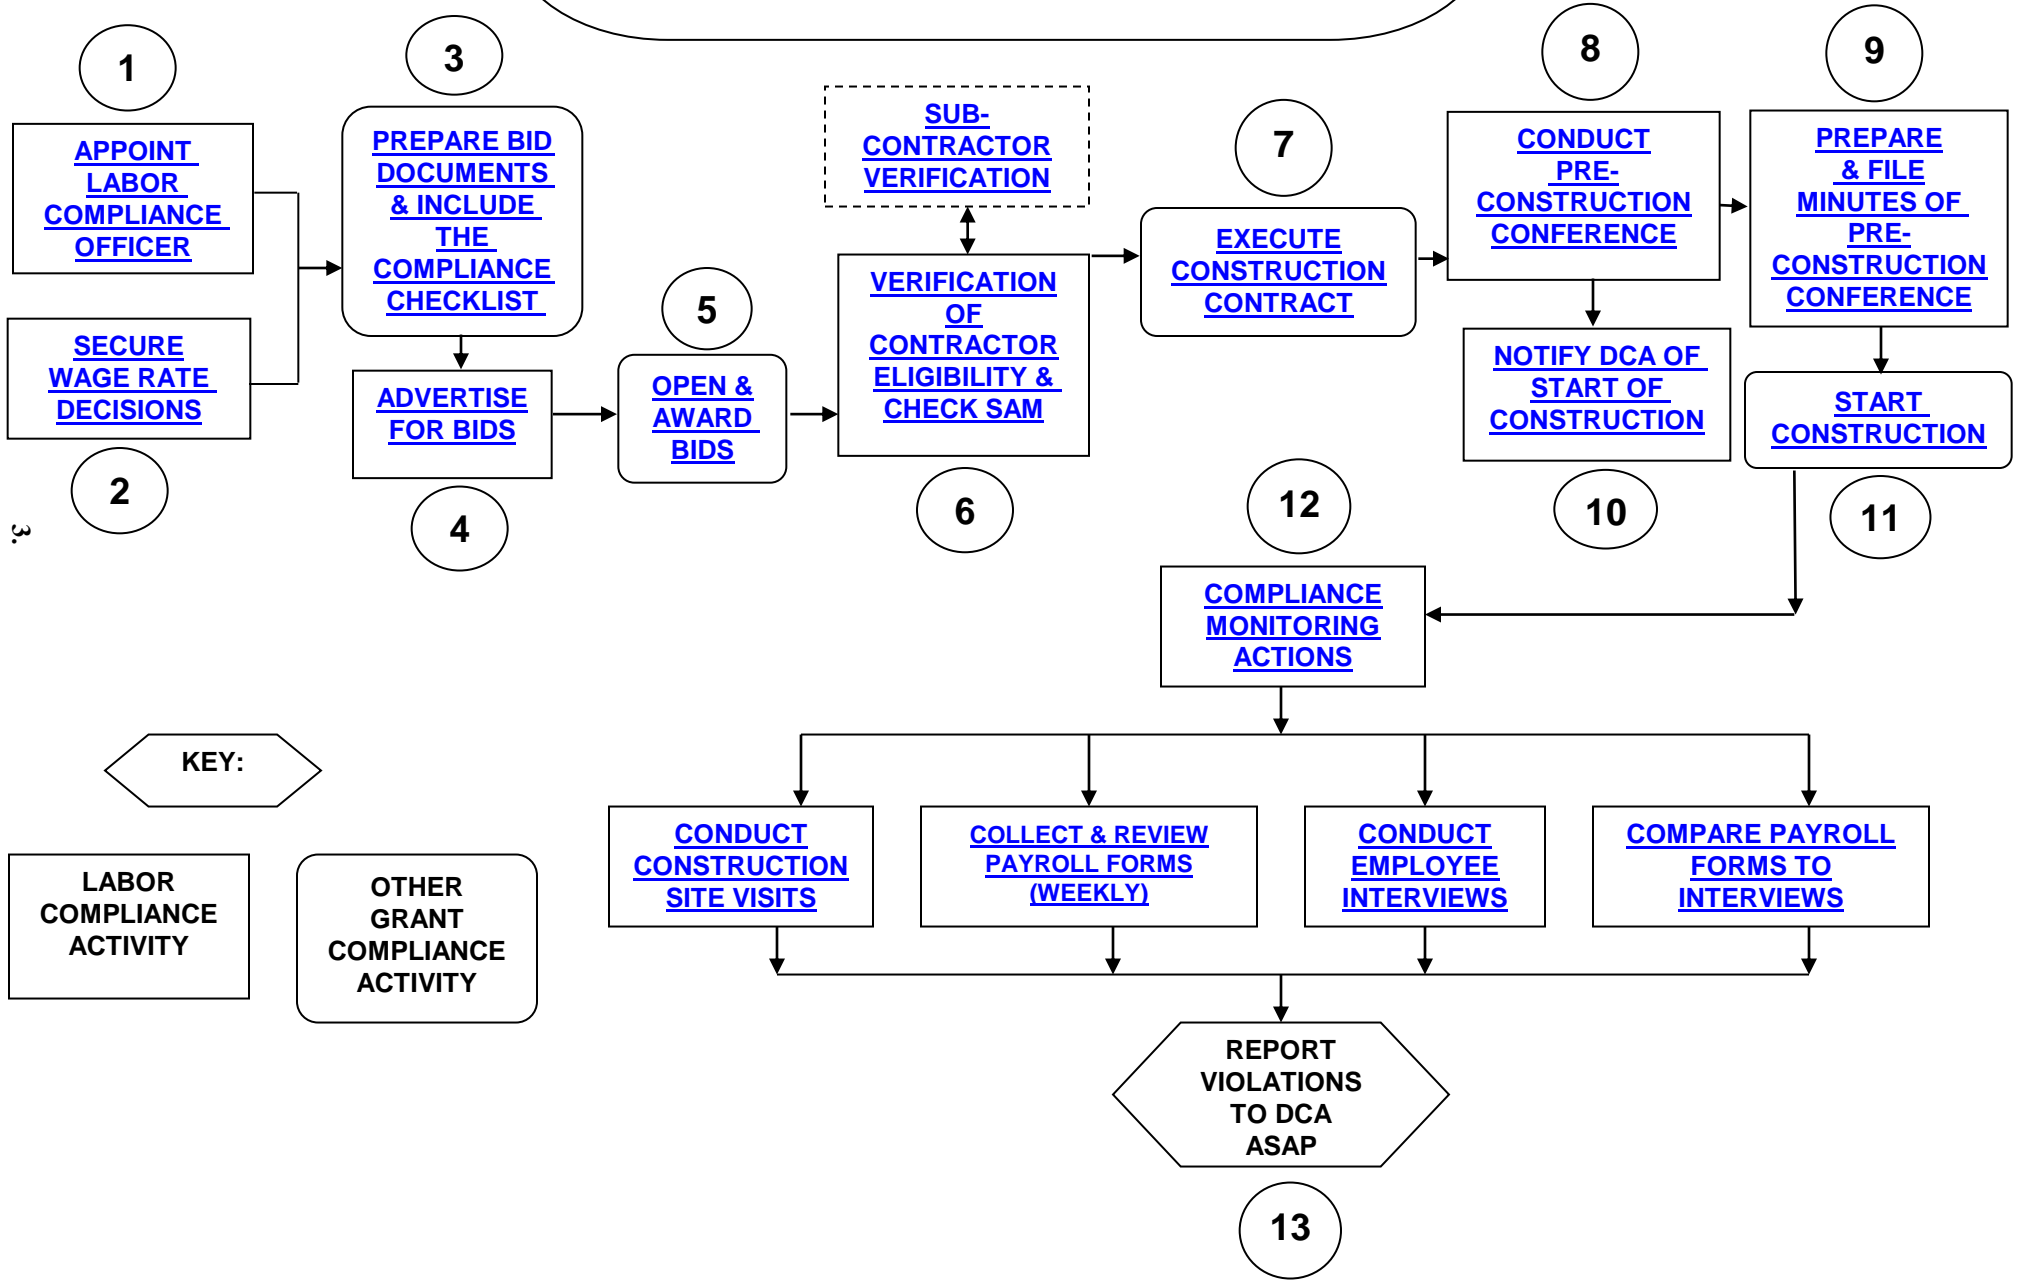 1
APPOINT
LABOR
COMPLIANCE
OFFICER
SECURE
WAGE RATE
DECISIONS
2
3.
3
PREPARE BID
DOCUMENTS
& INCLUDE
THE
COMPLIANCE
CHECKLIST
ADVERTISE
FOR BIDS
4
5
OPEN &
AWARD
BIDS
SUB-
CONTRACTOR
VERIFICATION
VERIFICATION
OF
CONTRACTOR
ELIGIBILITY &
CHECK SAM
6
7
EXECUTE
CONSTRUCTION
CONTRACT
8
CONDUCT
PRE-
CONSTRUCTION
CONFERENCE
9
PREPARE
& FILE
MINUTES OF
PRE-
CONSTRUCTION
CONFERENCE
NOTIFY DCA OF
START OF
CONSTRUCTION
10
START
CONSTRUCTION
11
12
COMPLIANCE
MONITORING
ACTIONS
CONDUCT
CONSTRUCTION
SITE VISITS
COLLECT & REVIEW
PAYROLL FORMS
(WEEKLY)
CONDUCT
EMPLOYEE
INTERVIEWS
COMPARE PAYROLL
FORMS TO
INTERVIEWS
REPORT
VIOLATIONS
TO DCA
ASAP
13
KEY:
LABOR
COMPLIANCE
ACTIVITY
OTHER
GRANT
COMPLIANCE
ACTIVITY